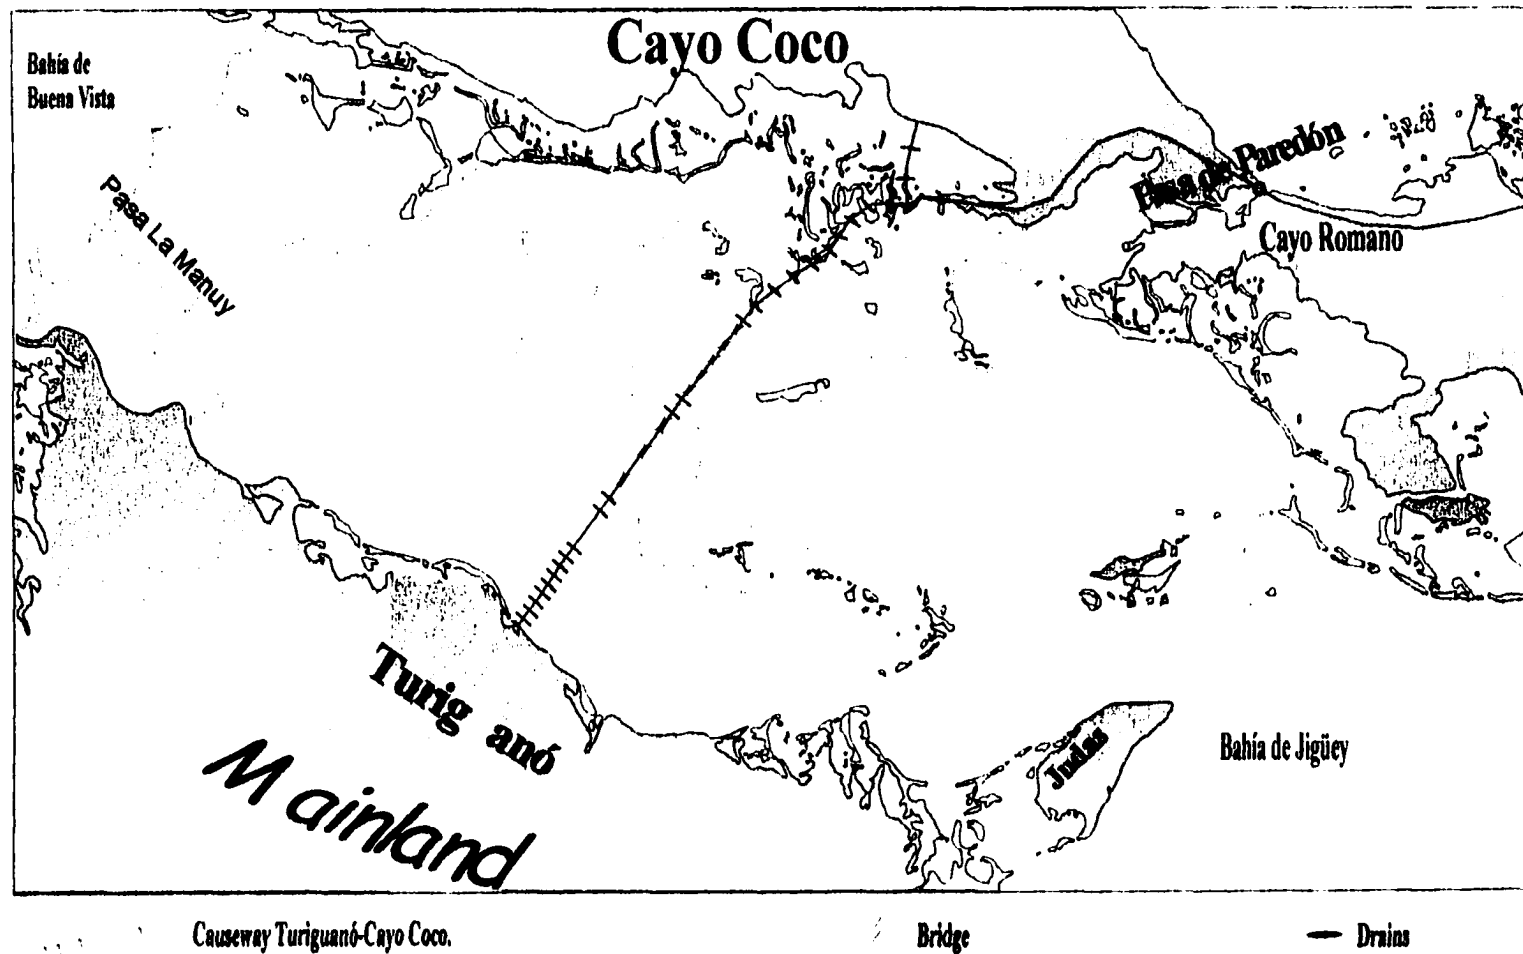 Cayo Coco
Bahía de
Buena Vista
Pasa La Manuy
Paredón
Cayo Romano
Turig anó
Mainland
Judas
Bahía de Jigüey
Causeway Turiguanó-Cayo Coco.
Bridge
Drains